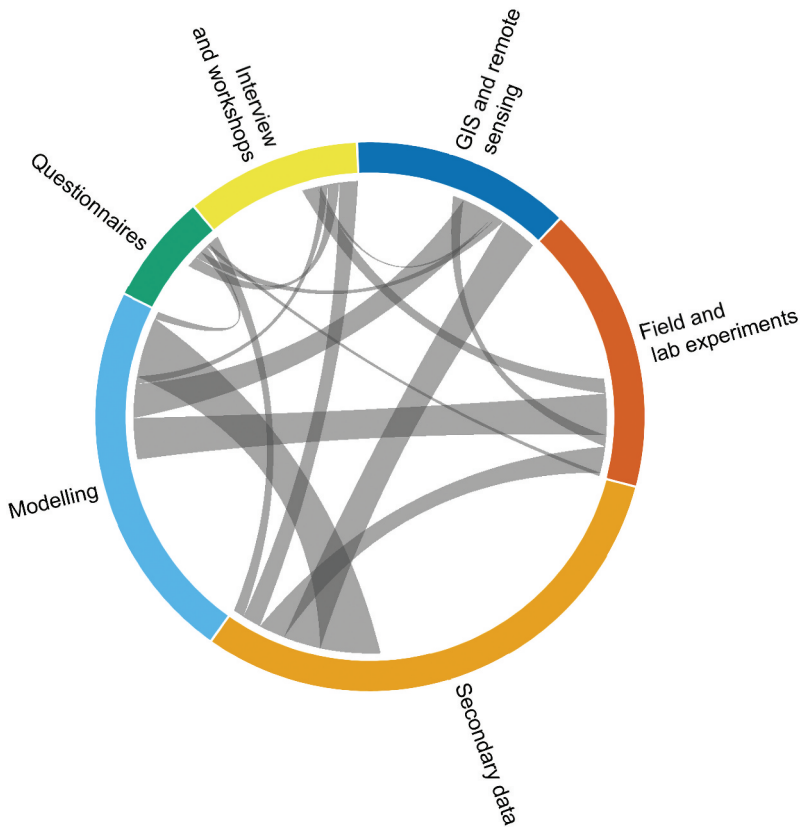 Interview
and workshops
GIS and remote
sensing
Questionnaires
Field and
lab experiments
Modelling
Secondary data